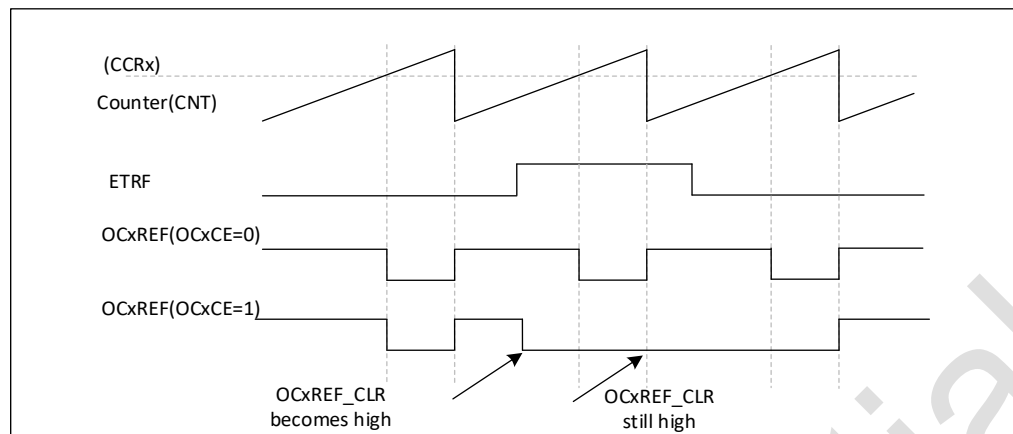 (CCRx)
Counter(CNT)
ETRF
OCxREF(OCxCE=0)
OCxREF(OCxCE=1)
OCxREF_CLR
becomes high
OCxREF_CLR
still high